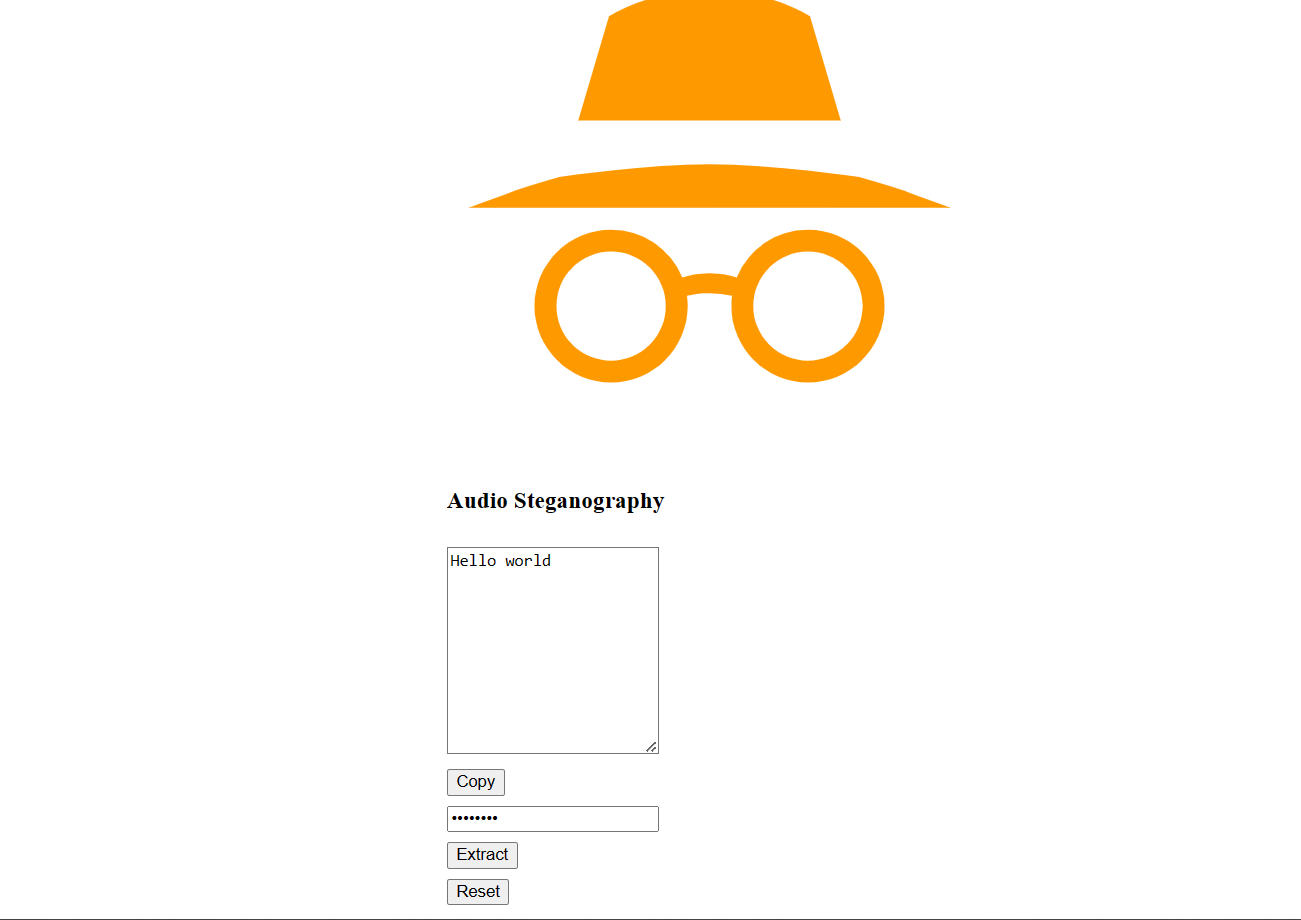 Audio Steganography
Hello world
Copy
••••••••
Extract
Reset